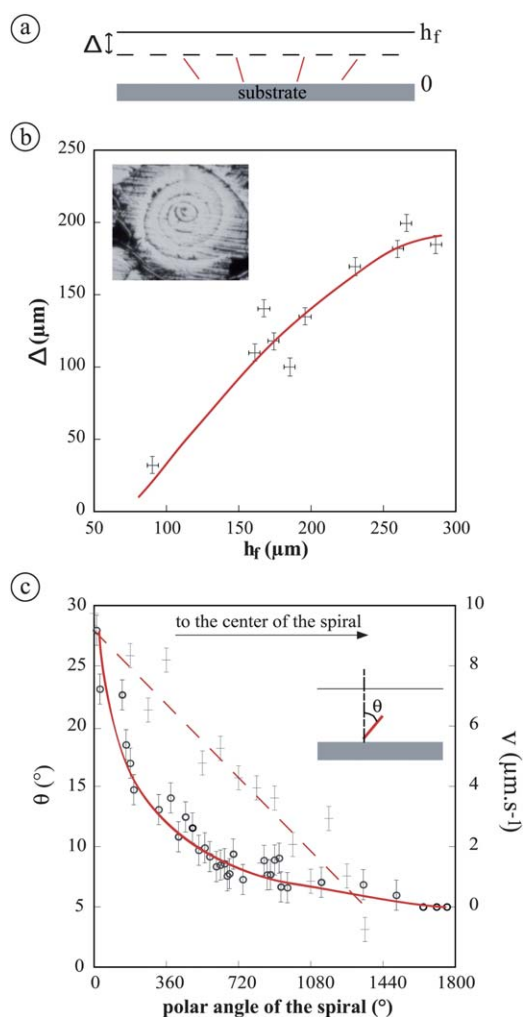 a
Δ
h_f
substrate
0
b
250
200
150
100
50
0
Δ (μm)
50 100 150 200 250 300
h_f (μm)
c
to the center of the spiral
θ
30
25
20
15
10
5
0
θ (°)
10
8
6
4
2
0
V (μm.s⁻¹)
0 360 720 1080 1440 1800
polar angle of the spiral (°)